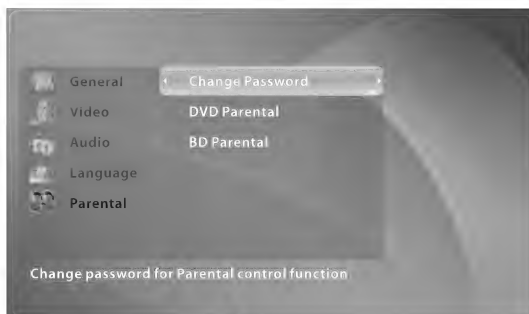 General
Change Password
Video
DVD Parental
Audio
BD Parental
Language
Parental
Change password for Parental control function